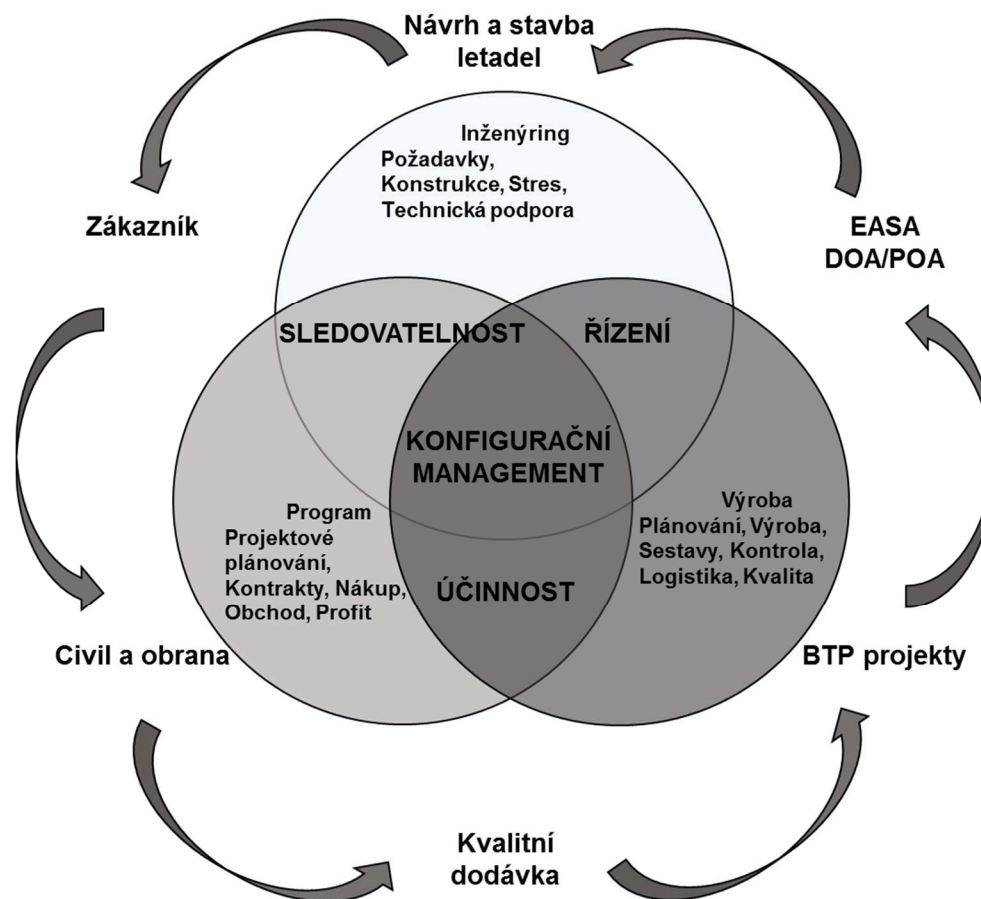 Návrh a stavba
letadel
Inženýring
Požadavky,
Konstrukce, Stres,
Technická podpora
Zákazník
EASA
DOA/POA
SLEDOVATELNOST
ŘÍZENÍ
KONFIGURAČNÍ
MANAGEMENT
Program
Projektové
plánování,
Kontrakty, Nákup,
Obchod, Profit
Výroba
Plánování, Výroba,
Sestavy, Kontrola,
Logistika, Kvalita
ÚČINNOST
Civil a obrana
BTP projekty
Kvalitní
dodávka